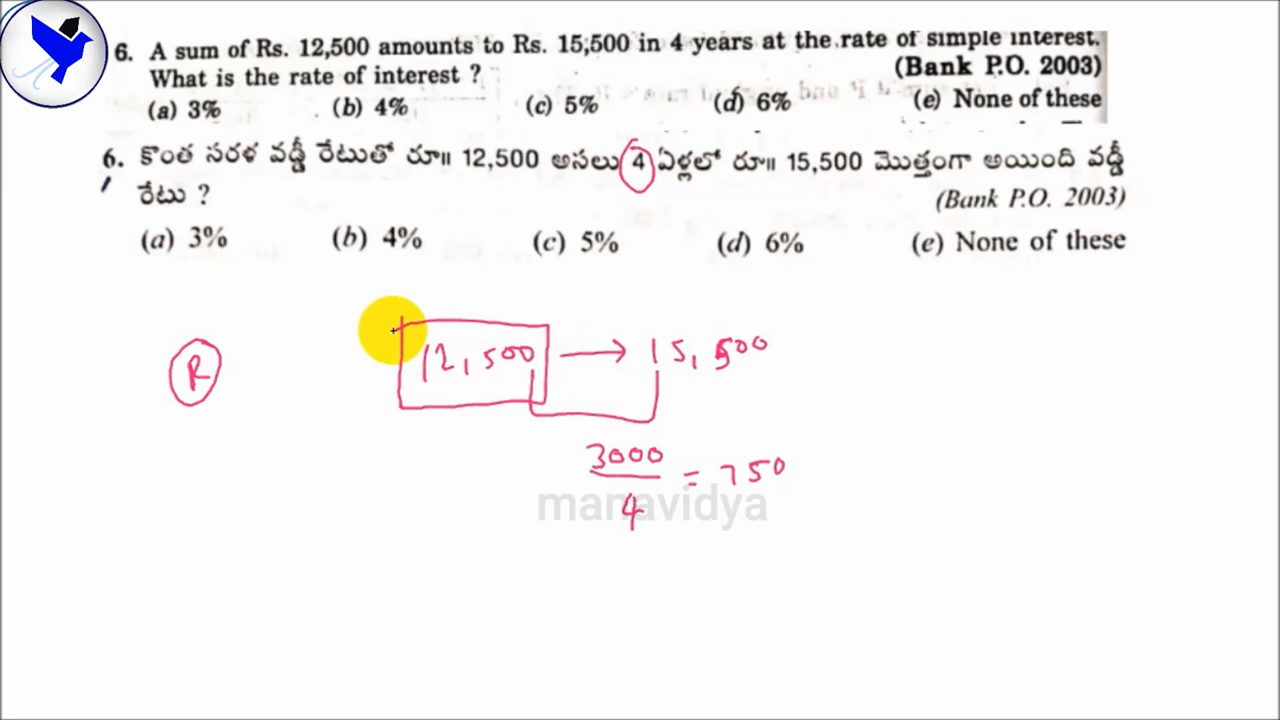 6. A sum of Rs. 12,500 amounts to Rs. 15,500 in 4 years at the rate of simple interest.
What is the rate of interest ? (Bank P.O. 2003)
(a) 3% (b) 4% (c) 5% (d) 6% (e) None of these
6. కొంత సరళ వడ్డీ రేటుతో రూ॥ 12,500 అసలు 4 ఏళ్లలో రూ॥ 15,500 మొత్తంగా అయింది వడ్డీ
రేటు ? (Bank P.O. 2003)
(a) 3% (b) 4% (c) 5% (d) 6% (e) None of these
R 12,500 → 15,500
3000
= 750
4
manavidya